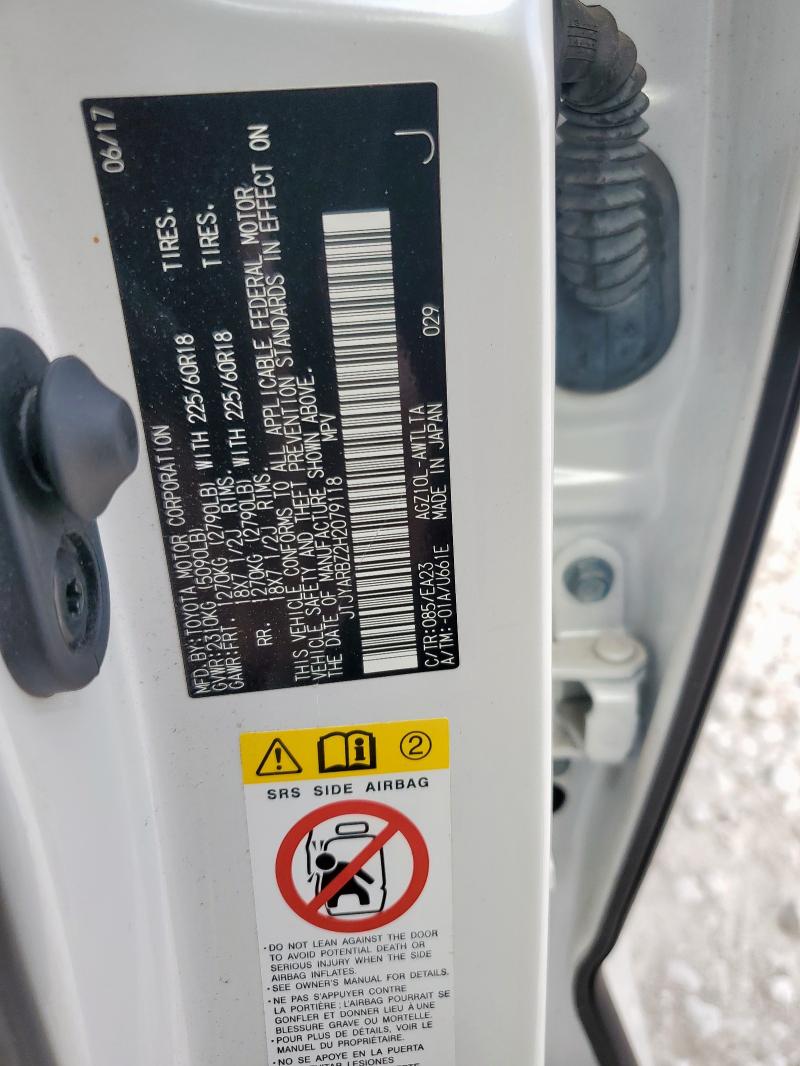 06/17
MFD.BY:TOYOTA MOTOR CORPORATION
GVWR:2310KG (5090LB)
GAWR:FRT. 1270KG (2790LB) WITH 225/60R18 TIRES.
18X7 1/2J RIMS.
RR. 1270KG (2790LB) WITH 225/60R18 TIRES.
18X7 1/2J RIMS.
THIS VEHICLE CONFORMS TO ALL APPLICABLE FEDERAL MOTOR
VEHICLE SAFETY AND THEFT PREVENTION STANDARDS IN EFFECT ON
THE DATE OF MANUFACTURE SHOWN ABOVE.
JTJYARBZ2H2079118 MPV
C/TR:085/EA23 AGZ10L-AWTLTA
A/TM:-01A/U661E MADE IN JAPAN 029 J
2
SRS SIDE AIRBAG
•DO NOT LEAN AGAINST THE DOOR
TO AVOID POTENTIAL DEATH OR
SERIOUS INJURY WHEN THE SIDE
AIRBAG INFLATES.
•SEE OWNER'S MANUAL FOR DETAILS.
•NE PAS S'APPUYER CONTRE
LA PORTIÈRE ; L'AIRBAG POURRAIT SE
GONFLER ET DONNER LIEU À UNE
BLESSURE GRAVE OU MORTELLE.
•POUR PLUS DE DÉTAILS, VOIR LE
MANUEL DU PROPRIÉTAIRE.
•NO SE APOYE EN LA PUERTA
EVITAR LESIONES